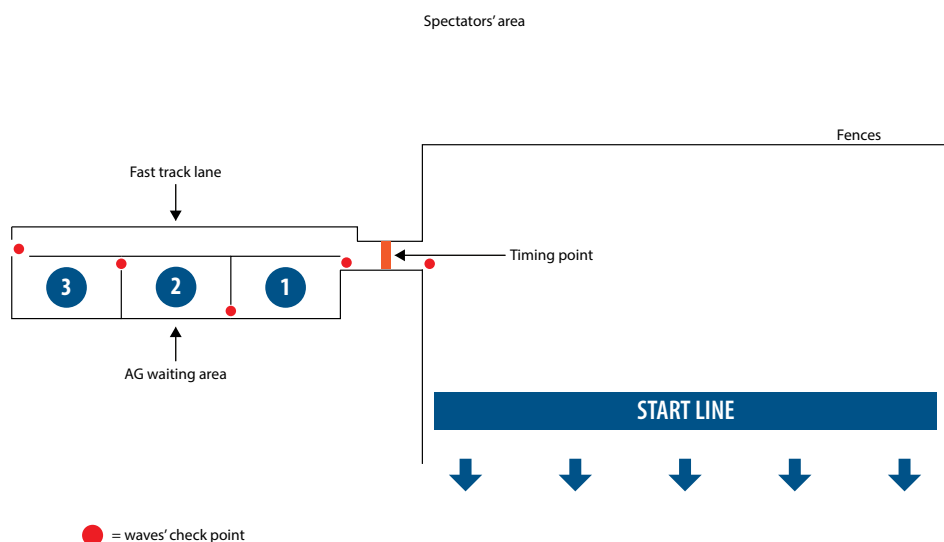 Spectators' area
Fences
Fast track lane
Timing point
3
2
1
AG waiting area
START LINE
= waves' check point